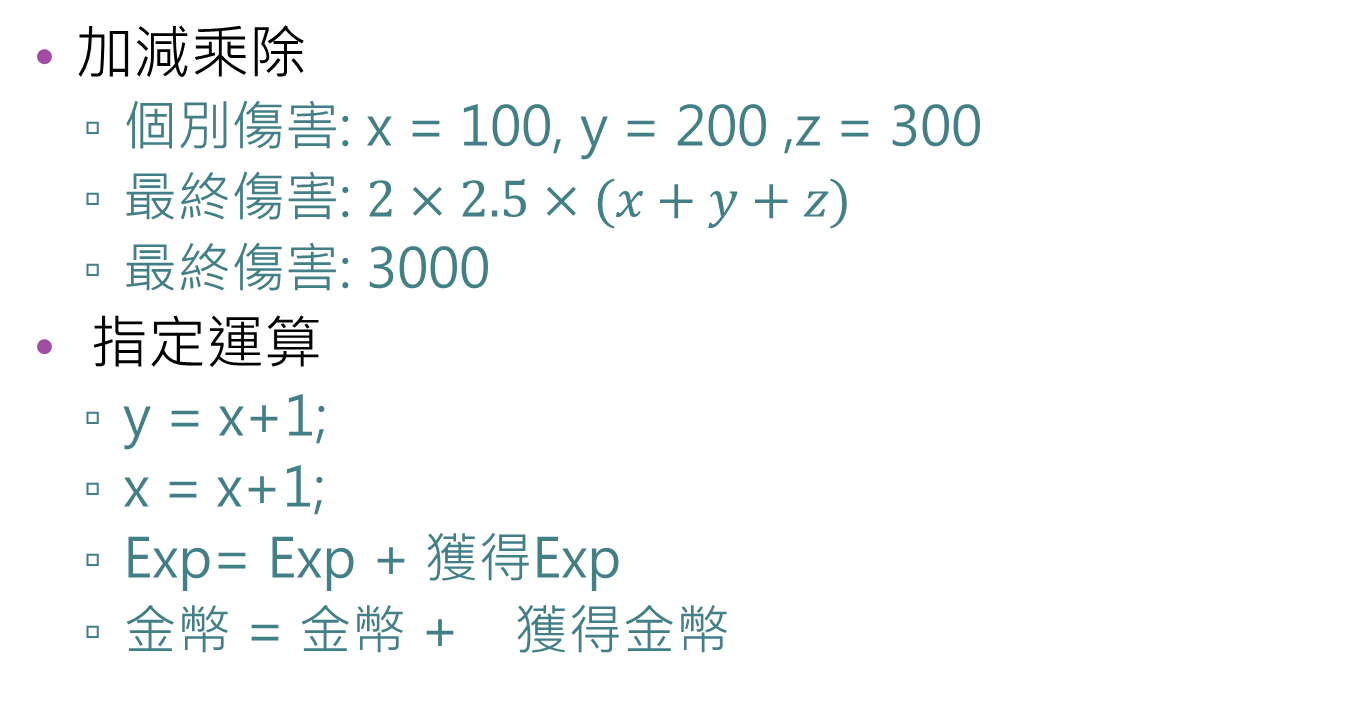 • 加減乘除
▫ 個別傷害: x = 100, y = 200 ,z = 300
▫ 最終傷害: 2 × 2.5 × (x + y + z)
▫ 最終傷害: 3000
• 指定運算
▫ y = x+1;
▫ x = x+1;
▫ Exp= Exp + 獲得Exp
▫ 金幣 = 金幣 +　獲得金幣